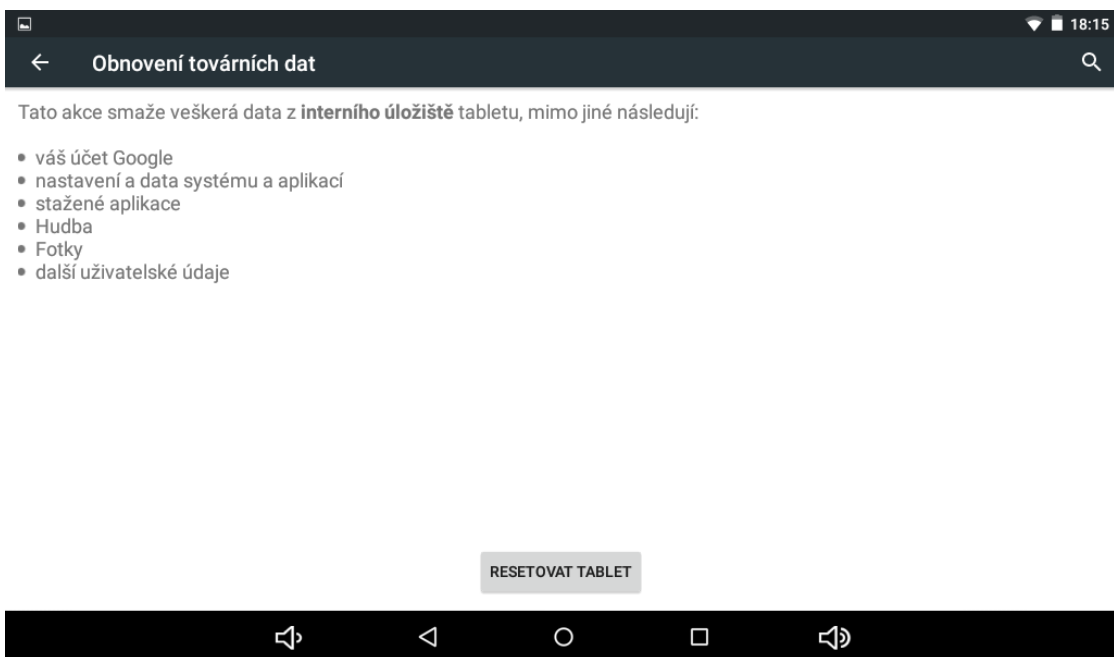 18:15
Obnovení továrních dat
Tato akce smaže veškerá data z interního úložiště tabletu, mimo jiné následují:
• váš účet Google
• nastavení a data systému a aplikací
• stažené aplikace
• Hudba
• Fotky
• další uživatelské údaje
RESETOVAT TABLET